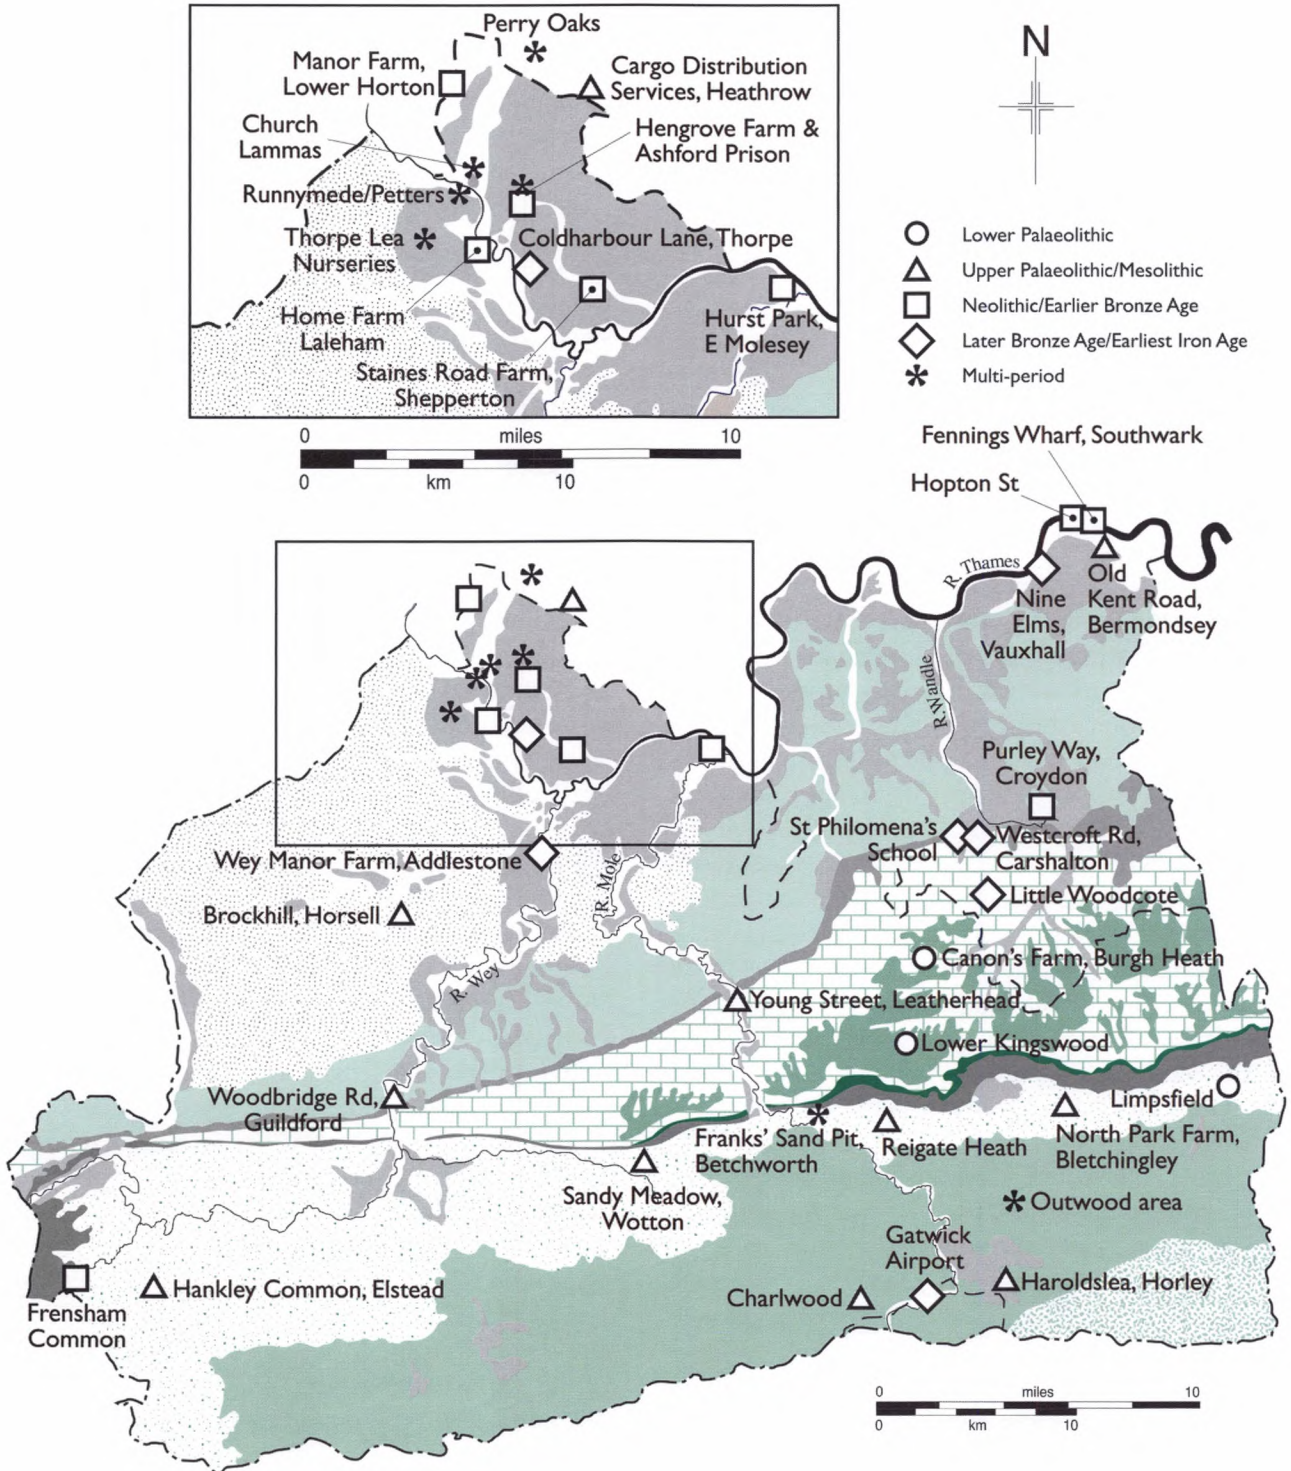 Perry Oaks
Manor Farm,
Lower Horton
Cargo Distribution
Services, Heathrow
Church
Lammas
Hengrove Farm &
Ashford Prison
Runnymede/Petters
Thorpe Lea
Nurseries
Coldharbour Lane, Thorpe
Home Farm
Laleham
Hurst Park,
E Molesey
Staines Road Farm,
Shepperton
0 miles 10
0 km 10
N
Lower Palaeolithic
Upper Palaeolithic/Mesolithic
Neolithic/Earlier Bronze Age
Later Bronze Age/Earliest Iron Age
Multi-period
Fennings Wharf, Southwark
Hopton St
R. Thames
Nine
Elms,
Vauxhall
Old
Kent Road,
Bermondsey
R. Wandle
Purley Way,
Croydon
St Philomena's
School
Westcroft Rd,
Carshalton
Wey Manor Farm, Addlestone
R. Mole
Little Woodcote
Brockhill, Horsell
Canon's Farm, Burgh Heath
R. Wey
Young Street, Leatherhead
Lower Kingswood
Woodbridge Rd,
Guildford
Limpsfield
Franks' Sand Pit,
Betchworth
Reigate Heath
North Park Farm,
Bletchingley
Sandy Meadow,
Wotton
Outwood area
Gatwick
Airport
Frensham
Common
Hankley Common, Elstead
Charlwood
Haroldslea, Horley
0 miles 10
0 km 10